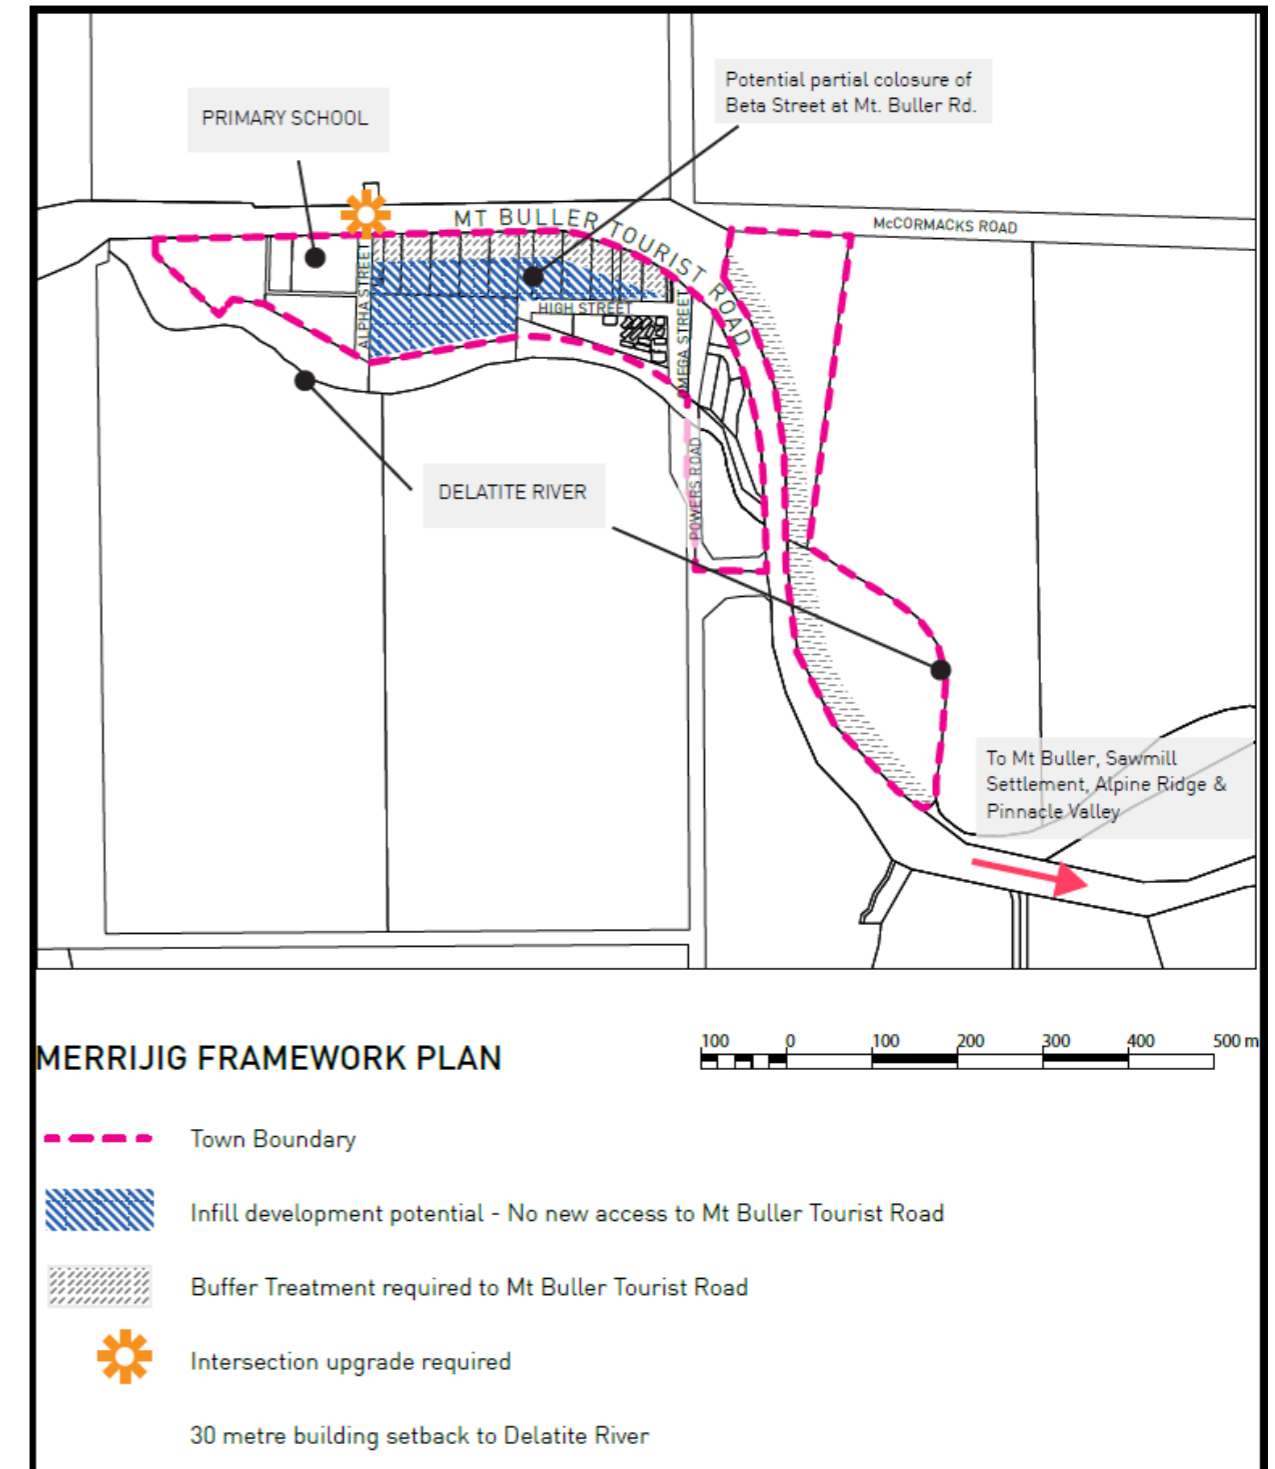 Potential partial colosure of
Beta Street at Mt. Buller Rd.
PRIMARY SCHOOL
MT BULLER TOURIST ROAD
McCORMACKS ROAD
ALPHA STREET
HIGH STREET
OMEGA STREET
POWERS ROAD
DELATITE RIVER
To Mt Buller, Sawmill
Settlement, Alpine Ridge &
Pinnacle Valley
MERRIJIG FRAMEWORK PLAN
100 0 100 200 300 400 500 m
Town Boundary
Infill development potential - No new access to Mt Buller Tourist Road
Buffer Treatment required to Mt Buller Tourist Road
Intersection upgrade required
30 metre building setback to Delatite River